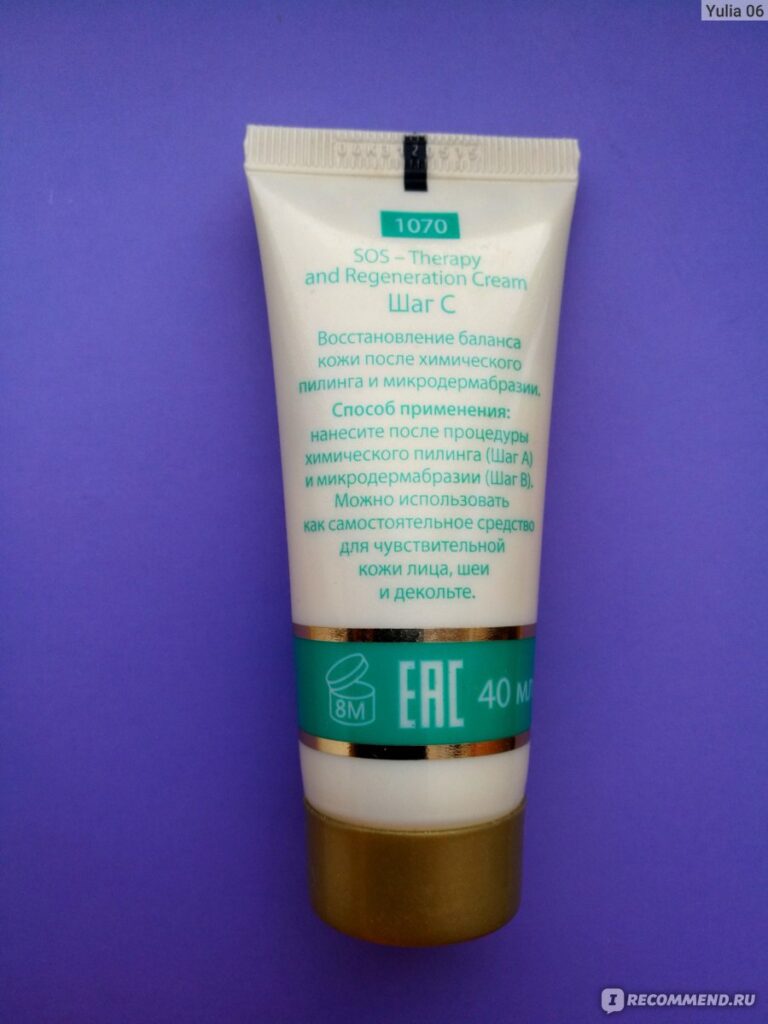 Yulia 06
1070
SOS – Therapy
and Regeneration Cream
Шаг С
Восстановление баланса
кожи после химического
пилинга и микродермабразии.
Способ применения:
нанесите после процедуры
химического пилинга (Шаг А)
и микродермабразии (Шаг В).
Можно использовать
как самостоятельное средство
для чувствительной
кожи лица, шеи
и декольте.
8M EAC 40 мл
IRECOMMEND.RU